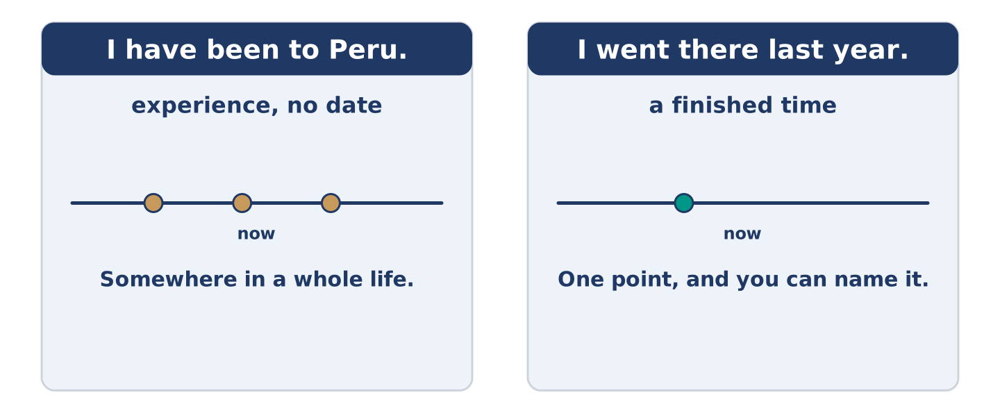 I have been to Peru.
experience, no date
now
Somewhere in a whole life.
I went there last year.
a finished time
now
One point, and you can name it.